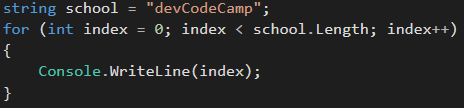 string school = "devCodeCamp";
for (int index = 0; index < school.Length; index++)
{
    Console.WriteLine(index);
}